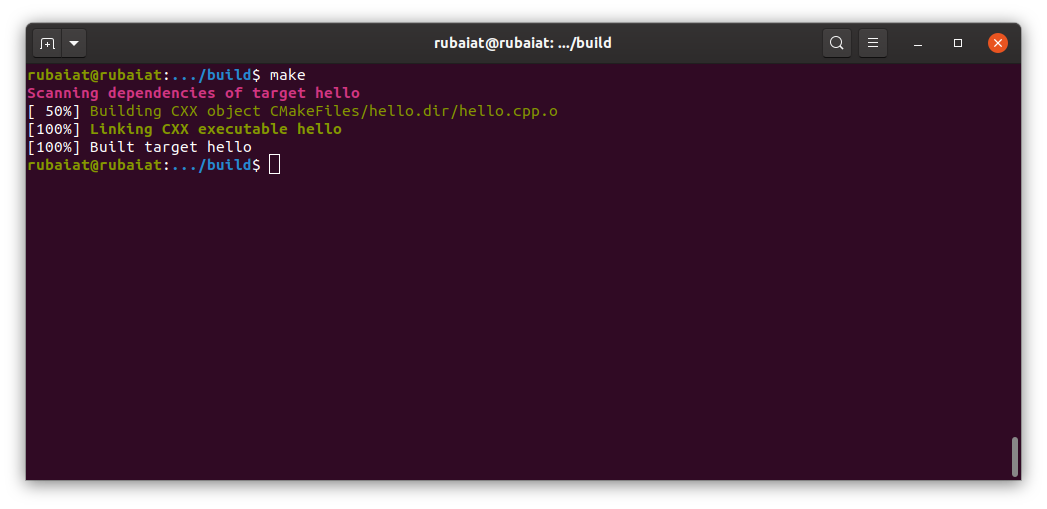 rubaiat@rubaiat: .../build
rubaiat@rubaiat:.../build$ make
Scanning dependencies of target hello
[ 50%] Building CXX object CMakeFiles/hello.dir/hello.cpp.o
[100%] Linking CXX executable hello
[100%] Built target hello
rubaiat@rubaiat:.../build$